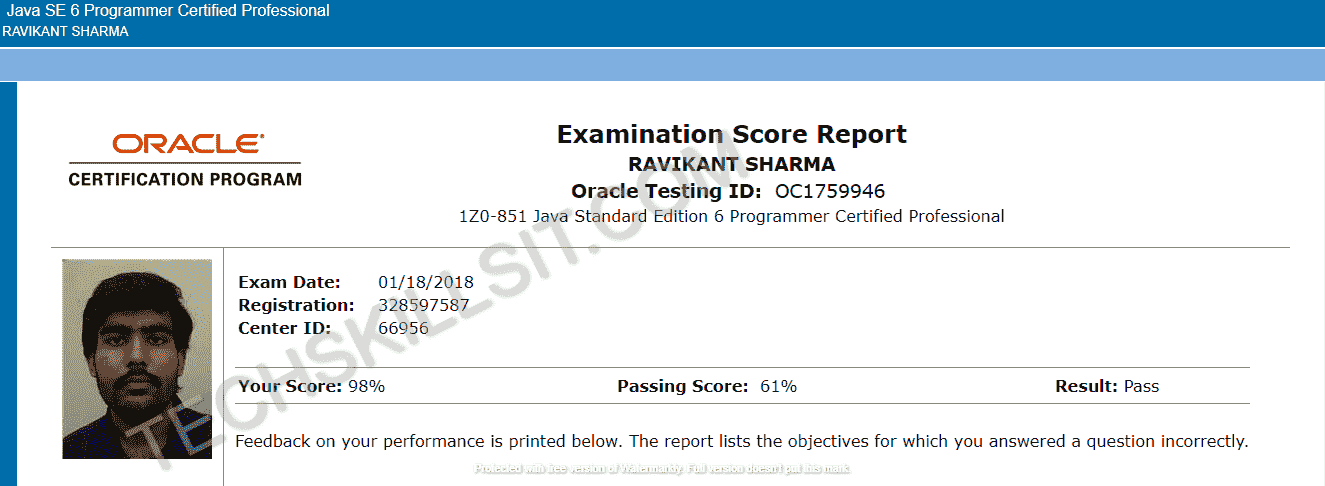 Java SE 6 Programmer Certified Professional
RAVIKANT SHARMA
ORACLE
CERTIFICATION PROGRAM
Examination Score Report
RAVIKANT SHARMA
Oracle Testing ID: OC1759946
1Z0-851 Java Standard Edition 6 Programmer Certified Professional
Exam Date: 01/18/2018
Registration: 328597587
Center ID: 66956
Your Score: 98% Passing Score: 61% Result: Pass
Feedback on your performance is printed below. The report lists the objectives for which you answered a question incorrectly.
TECHSKILLSIT.COM
Protected with free version of Watermarkly. Full version doesn't put this mark.